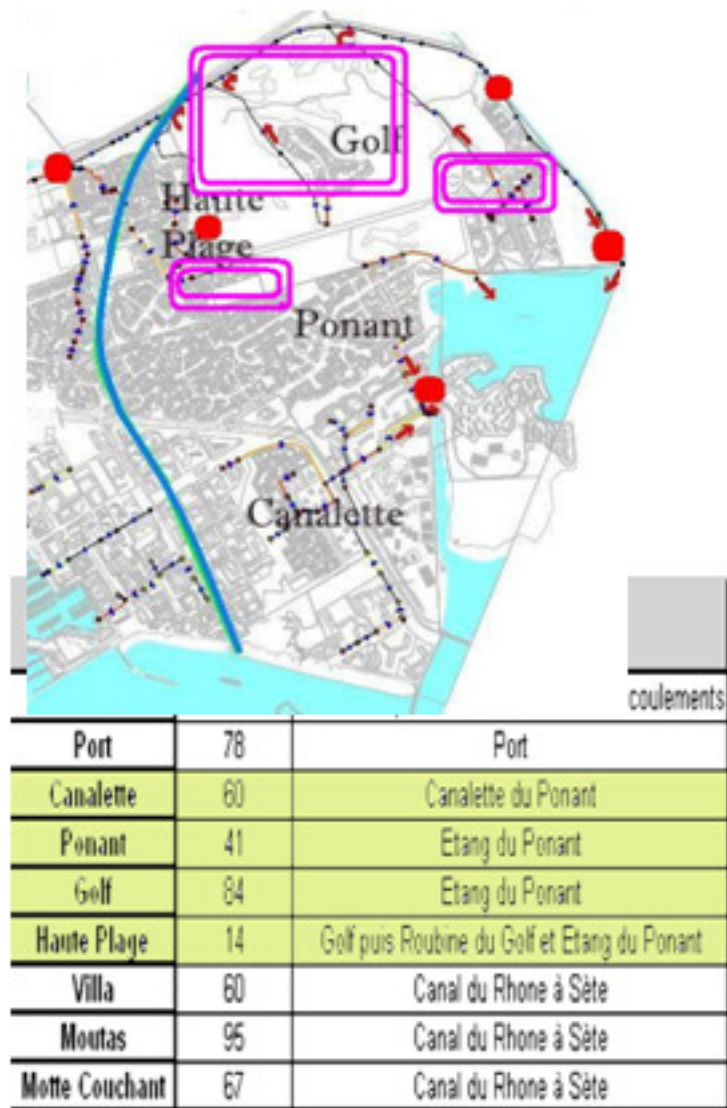 Golf
Haute
Plage
Ponant
Canalette
coulements
Port 78 Port
Canalette 60 Canalette du Ponant
Ponant 41 Etang du Ponant
Golf 84 Etang du Ponant
Haute Plage 14 Golf puis Roubine du Golf et Etang du Ponant
Villa 60 Canal du Rhone à Sète
Moutas 95 Canal du Rhone à Sète
Motte Couchant 67 Canal du Rhone à Sète